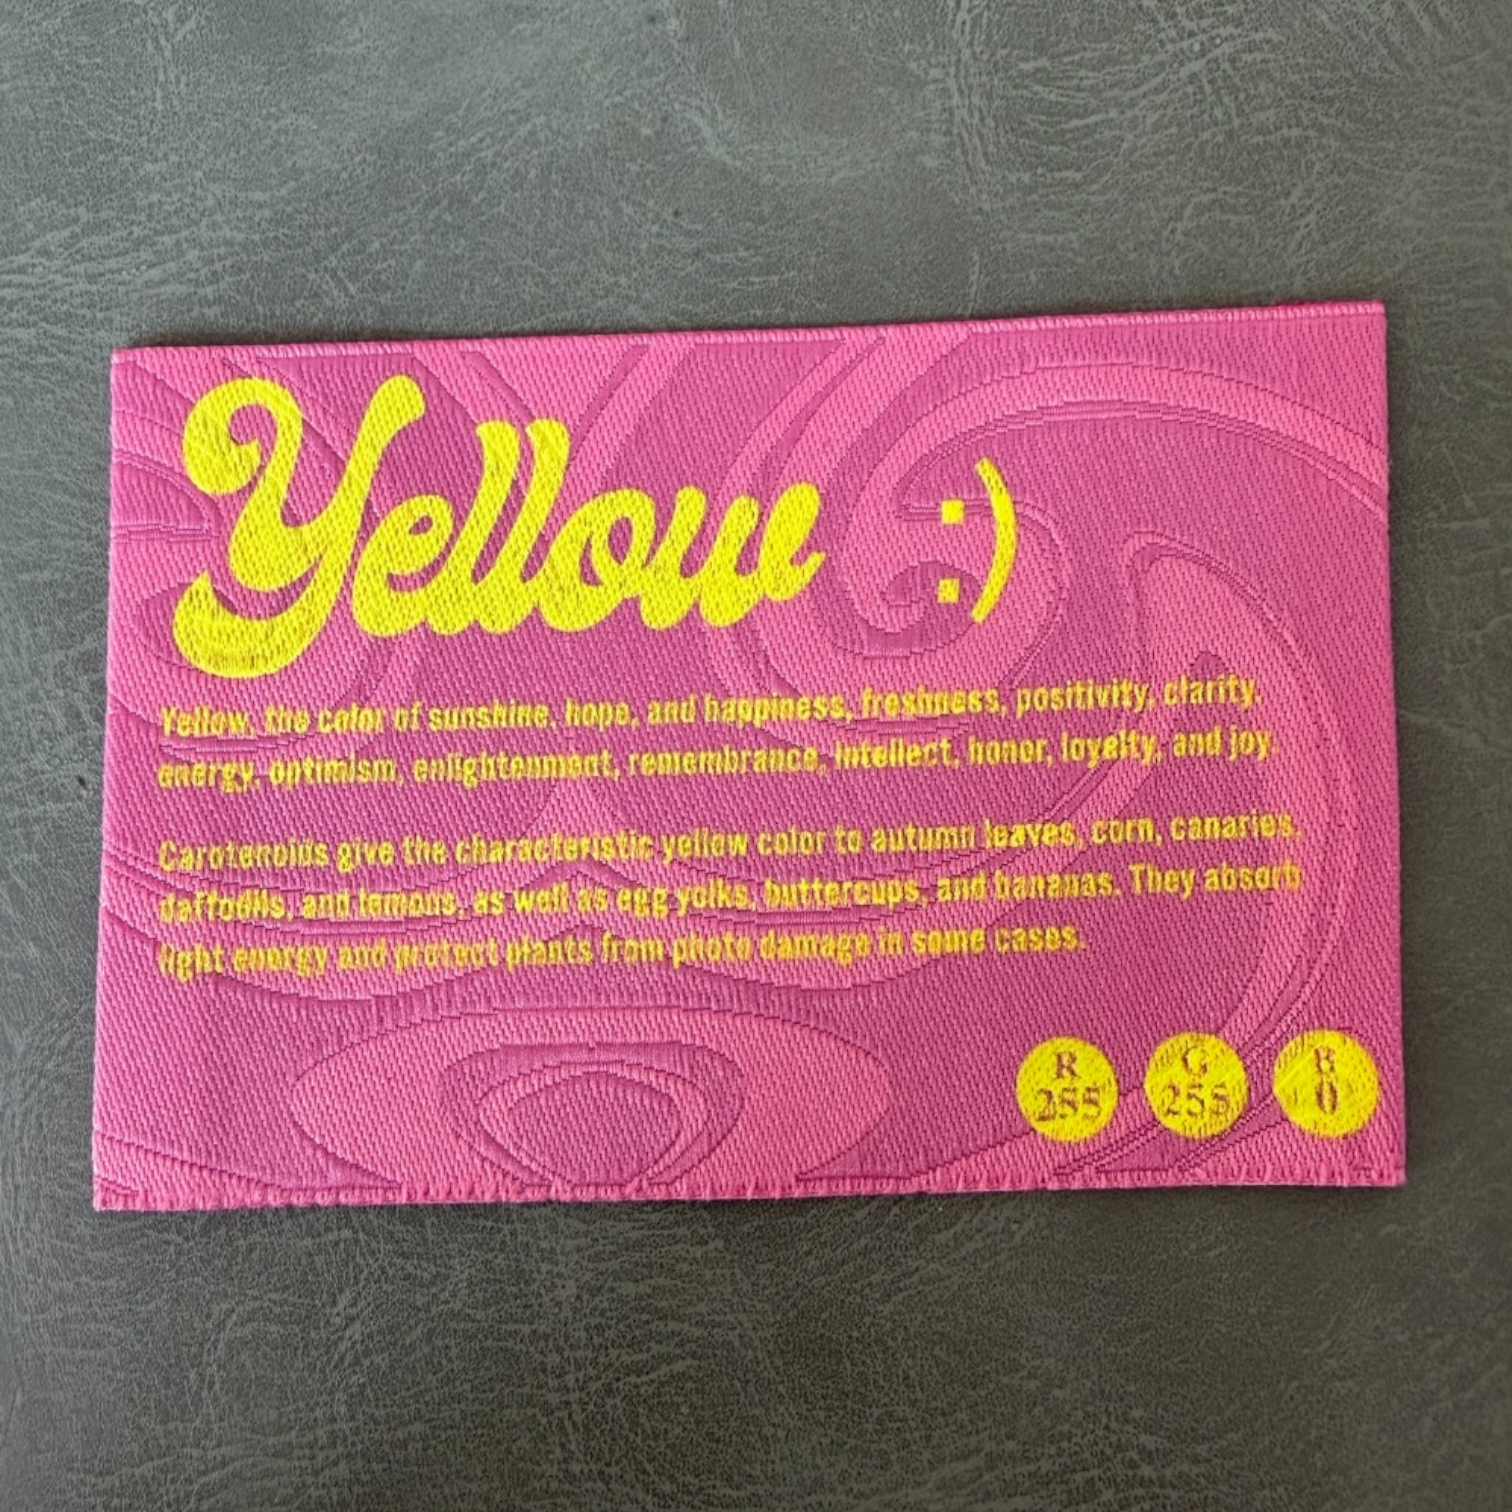 Yellow :)
Yellow, the color of sunshine, hope, and happiness, freshness, positivity, clarity,
energy, optimism, enlightenment, remembrance, intellect, honor, loyalty, and joy.
Carotenoids give the characteristic yellow color to autumn leaves, corn, canaries,
daffodils, and lemons, as well as egg yolks, buttercups, and bananas. They absorb
light energy and protect plants from photo damage in some cases.
R G B
255 255 0